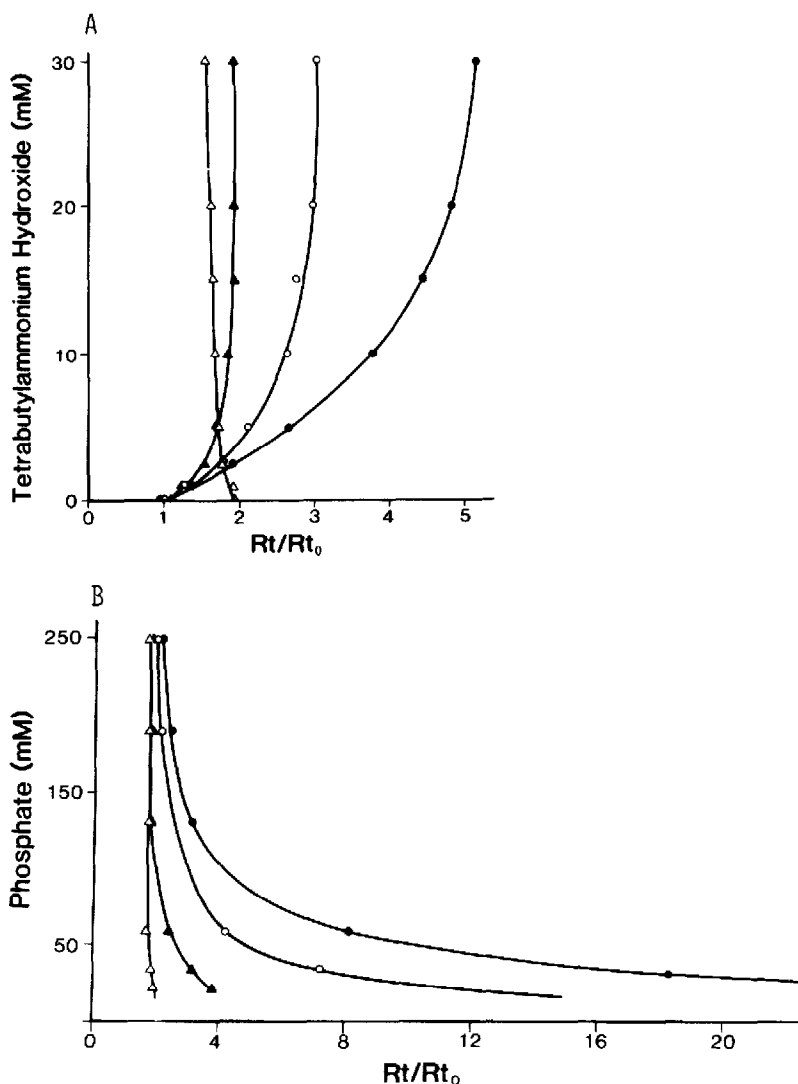 A
Tetrabutylammonium Hydroxide (mM)
30
20
10
0
0 1 2 3 4 5
Rt/Rt₀
B
Phosphate (mM)
250
150
50
0 4 8 12 16 20
Rt/Rt₀